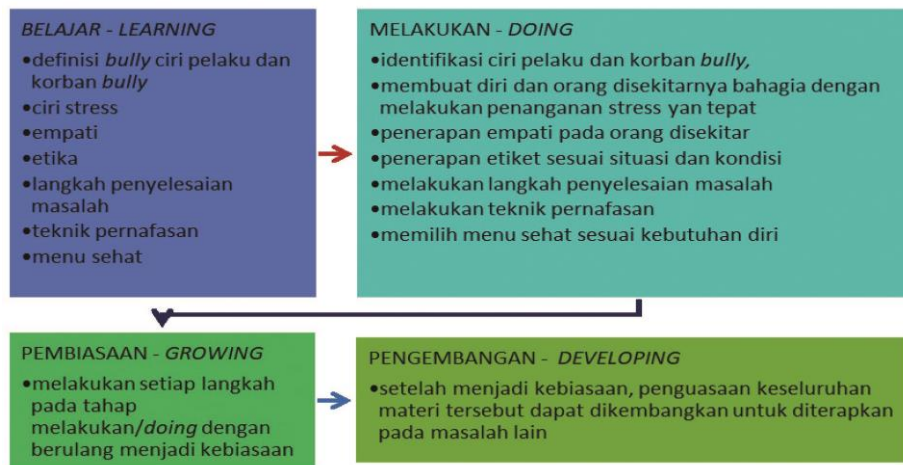 BELAJAR - LEARNING
•definisi bully ciri pelaku dan
korban bully
•ciri stress
•empati
•etika
•langkah penyelesaian
masalah
•teknik pernafasan
•menu sehat
MELAKUKAN - DOING
•identifikasi ciri pelaku dan korban bully,
•membuat diri dan orang disekitarnya bahagia dengan
melakukan penanganan stress yan tepat
•penerapan empati pada orang disekitar
•penerapan etiket sesuai situasi dan kondisi
•melakukan langkah penyelesaian masalah
•melakukan teknik pernafasan
•memilih menu sehat sesuai kebutuhan diri
PEMBIASAAN - GROWING
•melakukan setiap langkah
pada tahap
melakukan/doing dengan
berulang menjadi kebiasaan
PENGEMBANGAN - DEVELOPING
•setelah menjadi kebiasaan, penguasaan keseluruhan
materi tersebut dapat dikembangkan untuk diterapkan
pada masalah lain